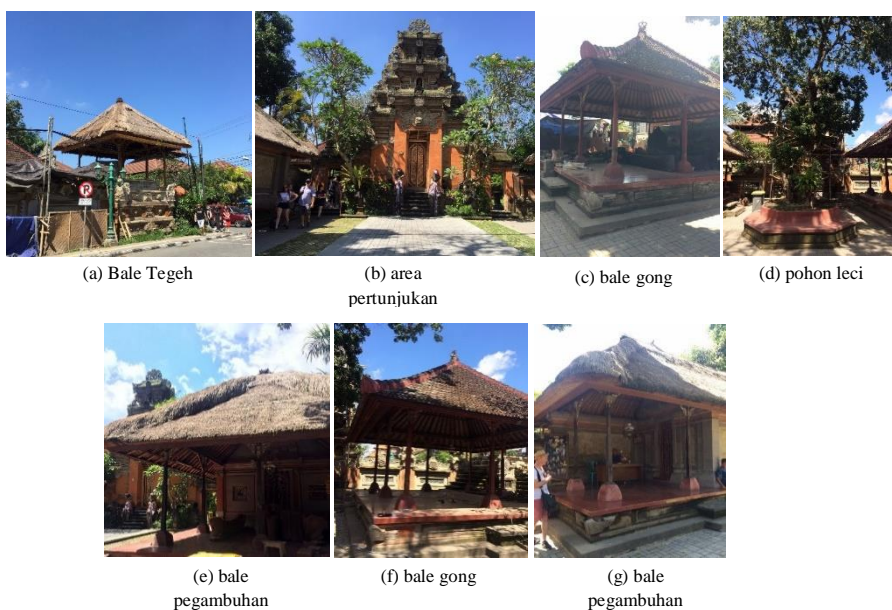 (a) Bale Tegeh
(b) area
pertunjukan
(c) bale gong
(d) pohon leci
(e) bale
pegambuhan
(f) bale gong
(g) bale
pegambuhan